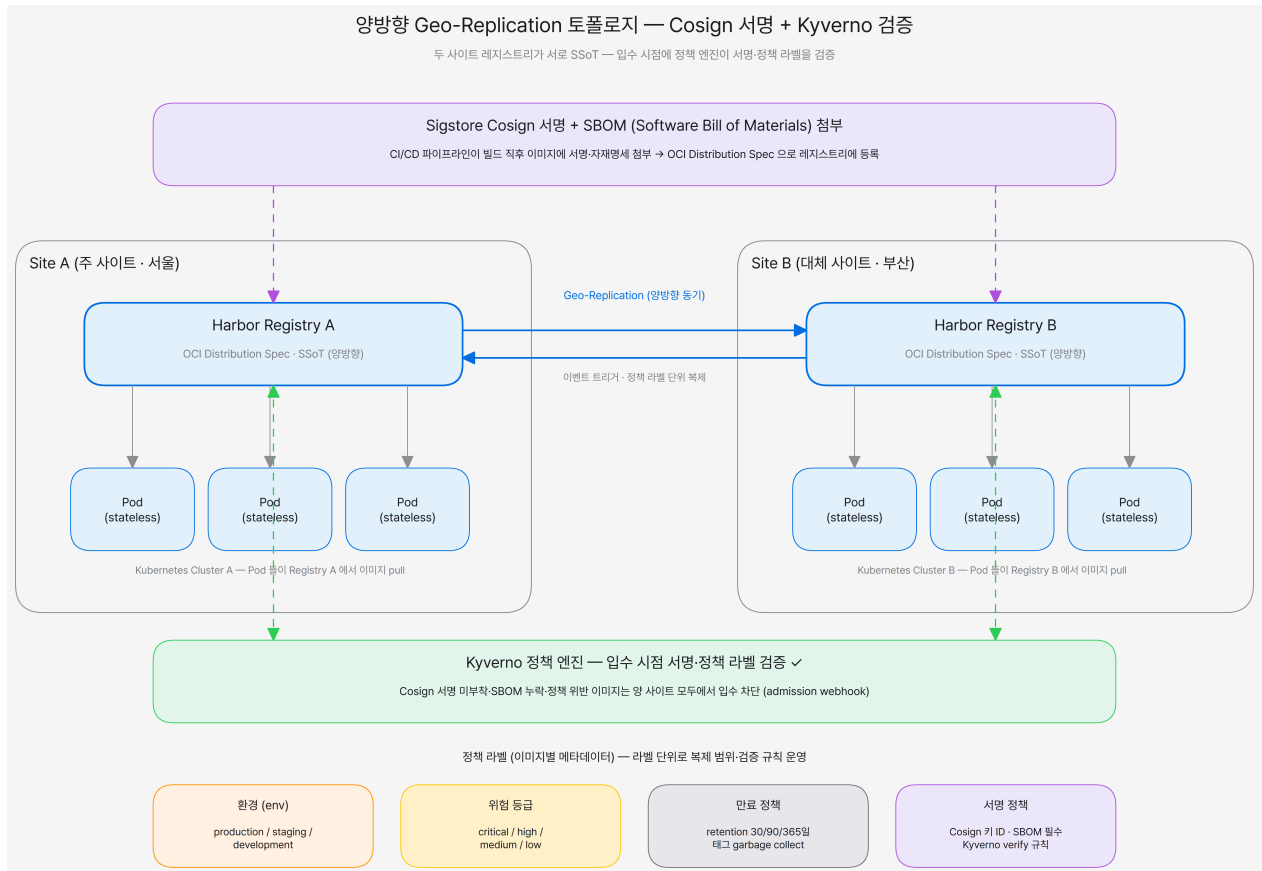 양방향 Geo-Replication 토폴로지 — Cosign 서명 + Kyverno 검증
두 사이트 레지스트리가 서로 SSoT — 입수 시점에 정책 엔진이 서명·정책 라벨을 검증
Sigstore Cosign 서명 + SBOM (Software Bill of Materials) 첨부
CI/CD 파이프라인이 빌드 직후 이미지에 서명·자재명세 첨부 → OCI Distribution Spec 으로 레지스트리에 등록
Site A (주 사이트 · 서울)
Harbor Registry A
OCI Distribution Spec · SSoT (양방향)
Geo-Replication (양방향 동기)
이벤트 트리거 · 정책 라벨 단위 복제
Site B (대체 사이트 · 부산)
Harbor Registry B
OCI Distribution Spec · SSoT (양방향)
Pod
(stateless)
Pod
(stateless)
Pod
(stateless)
Kubernetes Cluster A — Pod 들이 Registry A 에서 이미지 pull
Pod
(stateless)
Pod
(stateless)
Pod
(stateless)
Kubernetes Cluster B — Pod 들이 Registry B 에서 이미지 pull
Kyverno 정책 엔진 — 입수 시점 서명·정책 라벨 검증 ✓
Cosign 서명 미부착·SBOM 누락·정책 위반 이미지는 양 사이트 모두에서 입수 차단 (admission webhook)
정책 라벨 (이미지별 메타데이터) — 라벨 단위로 복제 범위·검증 규칙 운영
환경 (env)
production / staging /
development
위험 등급
critical / high /
medium / low
만료 정책
retention 30/90/365일
태그 garbage collect
서명 정책
Cosign 키 ID · SBOM 필수
Kyverno verify 규칙